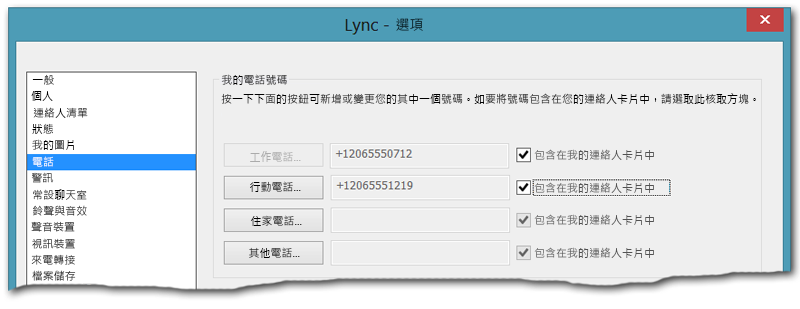 Lync - 選項
一般
個人
連絡人清單
狀態
我的圖片
電話
警訊
常設聊天室
鈴聲與音效
聲音裝置
視訊裝置
來電轉接
檔案儲存
我的電話號碼
按一下下面的按鈕可新增或變更您的其中一個號碼。如要將號碼包含在您的連絡人卡片中，請選取此核取方塊。
工作電話... +12065550712 包含在我的連絡人卡片中
行動電話... +12065551219 包含在我的連絡人卡片中
住家電話... 包含在我的連絡人卡片中
其他電話... 包含在我的連絡人卡片中